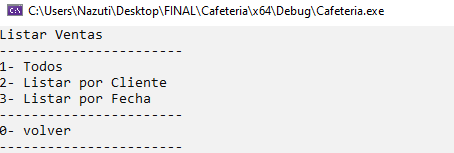 C:\Users\Nazuti\Desktop\FINAL\Cafeteria\x64\Debug\Cafeteria.exe
Listar Ventas
-----------------------
1- Todos
2- Listar por Cliente
3- Listar por Fecha
-----------------------
0- volver
-----------------------